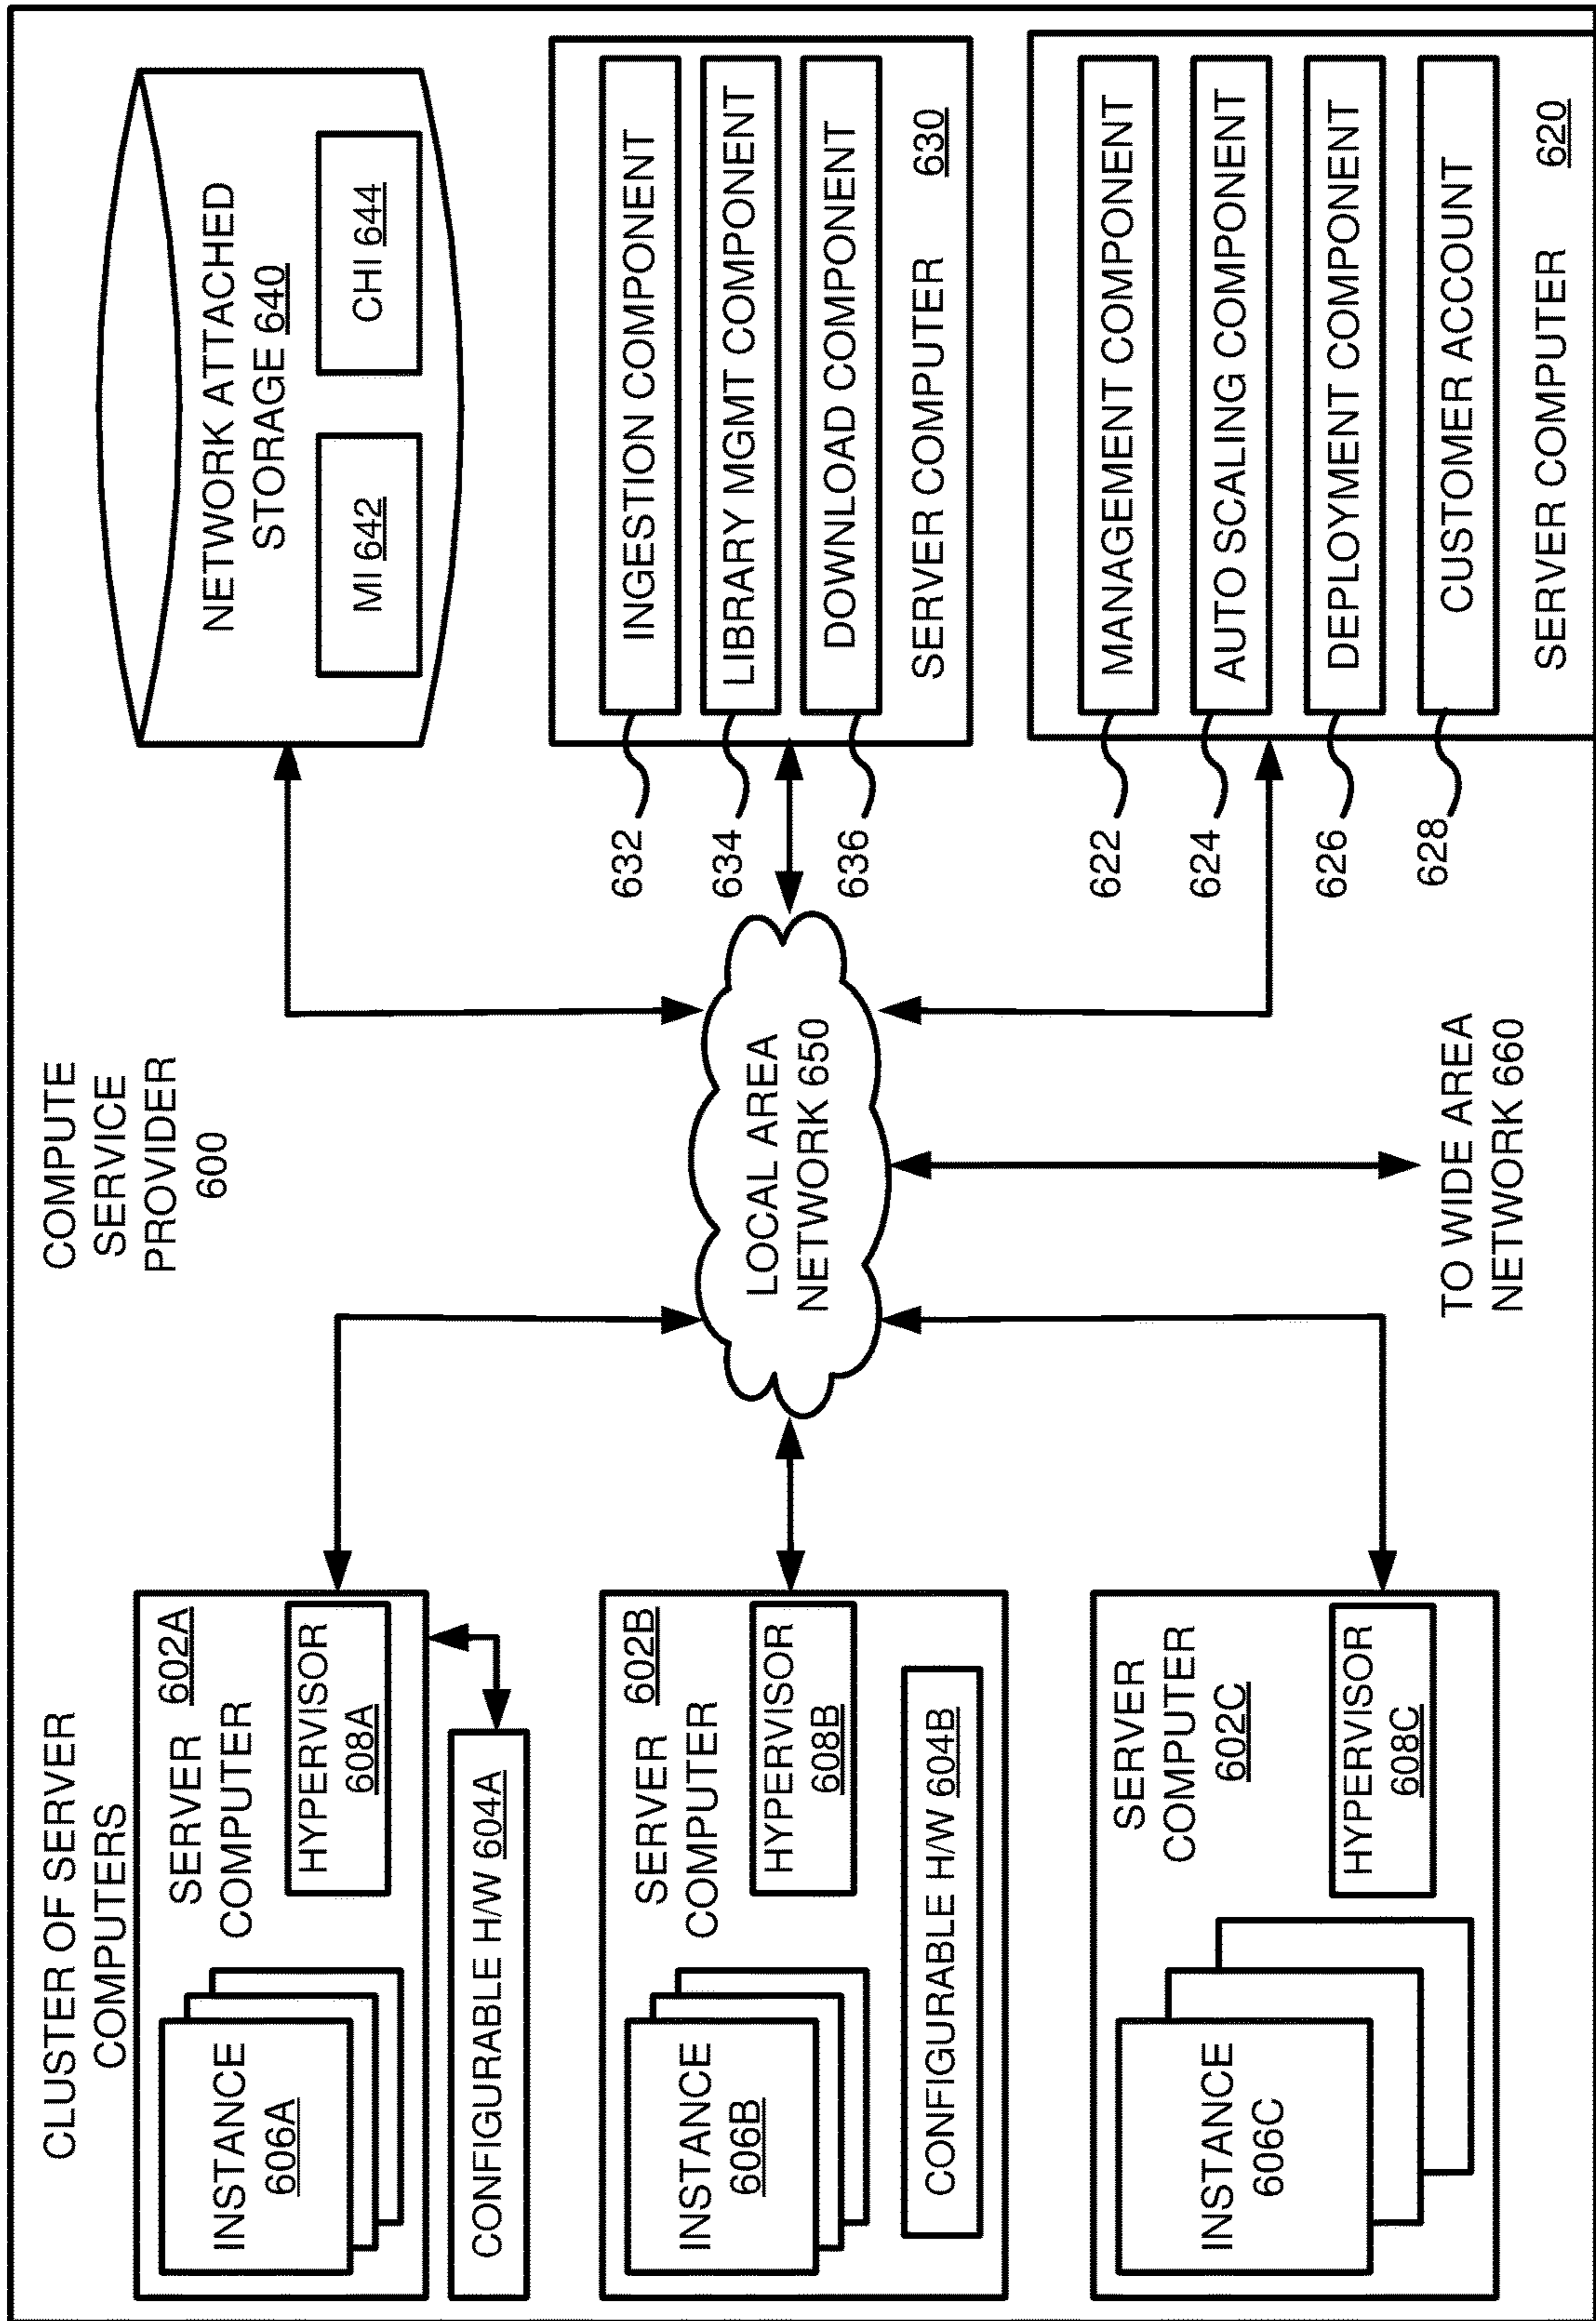 COMPUTE
SERVICE
PROVIDER
600
CLUSTER OF SERVER
COMPUTERS
SERVER 602A
COMPUTER
INSTANCE
606A
HYPERVISOR
608A
CONFIGURABLE H/W 604A
SERVER 602B
COMPUTER
INSTANCE
606B
HYPERVISOR
608B
CONFIGURABLE H/W 604B
SERVER
COMPUTER
602C
INSTANCE
606C
HYPERVISOR
608C
LOCAL AREA
NETWORK 650
TO WIDE AREA
NETWORK 660
NETWORK ATTACHED
STORAGE 640
MI 642
CHI 644
632
INGESTION COMPONENT
634
LIBRARY MGMT COMPONENT
636
DOWNLOAD COMPONENT
SERVER COMPUTER 630
622
MANAGEMENT COMPONENT
624
AUTO SCALING COMPONENT
626
DEPLOYMENT COMPONENT
628
CUSTOMER ACCOUNT
SERVER COMPUTER 620